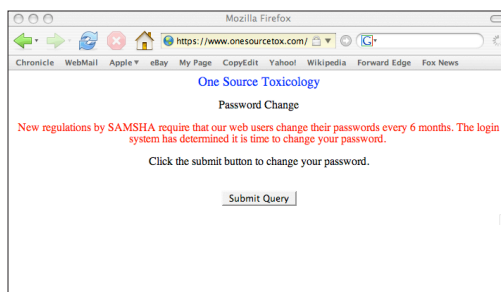 Mozilla Firefox
https://www.onesourcetox.com/
G
Chronicle WebMail Apple eBay My Page CopyEdit Yahoo! Wikipedia Forward Edge Fox News
One Source Toxicology
Password Change
New regulations by SAMSHA require that our web users change their passwords every 6 months. The login
system has determined it is time to change your password.
Click the submit button to change your password.
Submit Query